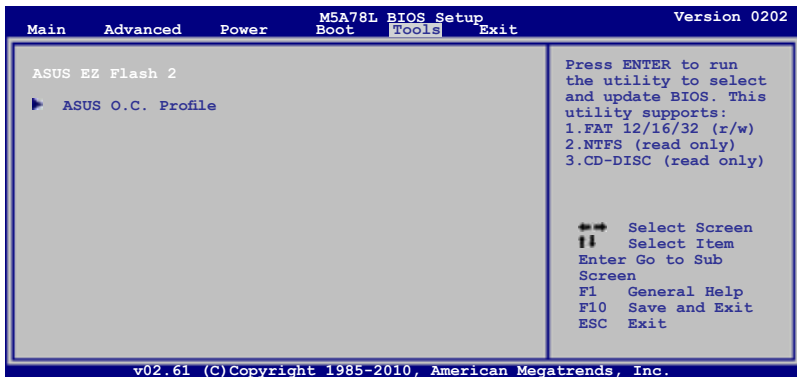 M5A78L BIOS Setup Version 0202
Main Advanced Power Boot Tools Exit
ASUS EZ Flash 2
ASUS O.C. Profile
Press ENTER to run
the utility to select
and update BIOS. This
utility supports:
1.FAT 12/16/32 (r/w)
2.NTFS (read only)
3.CD-DISC (read only)
Select Screen
Select Item
Enter Go to Sub
Screen
F1 General Help
F10 Save and Exit
ESC Exit
v02.61 (C)Copyright 1985-2010, American Megatrends, Inc.